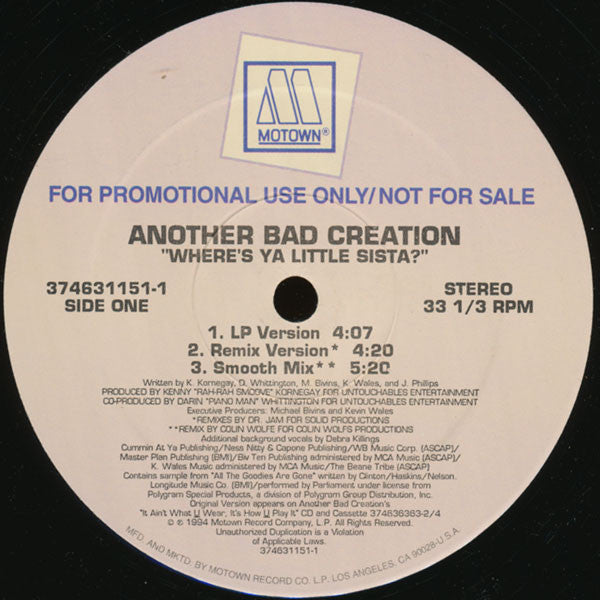 MOTOWN®
FOR PROMOTIONAL USE ONLY/NOT FOR SALE
ANOTHER BAD CREATION
"WHERE'S YA LITTLE SISTA?"
374631151-1
SIDE ONE
STEREO
33 1/3 RPM
1. LP Version 4:07
2. Remix Version* 4:20
3. Smooth Mix** 5:20
Written by K. Kornegay, D. Whittington, M. Bivins, K. Wales, and J. Phillips
PRODUCED BY KENNY "RAH-RAH SMOOVE" KORNEGAY FOR UNTOUCHABLES ENTERTAINMENT
CO-PRODUCED BY DARIN "PIANO MAN" WHITTINGTON FOR UNTOUCHABLES ENTERTAINMENT
Executive Producers: Michael Bivins and Kevin Wales
*REMIXES BY DR. JAM FOR SOLID PRODUCTIONS
**REMIX BY COLIN WOLFE FOR COLIN WOLFS PRODUCTIONS
Additional background vocals by Debra Killings
Cummin At Ya Publishing/Ness Nitty & Capone Publishing/WB Music Corp. (ASCAP)/
Master Plan Publishing (BMI)/Biv Ten Publishing administered by MCA Music (ASCAP)/
K. Wales Music administered by MCA Music/The Beane Tribe (ASCAP)
Contains sample from "All The Goodies Are Gone" written by Clinton/Haskins/Nelson.
Longitude Music Co. (BMI)/performed by Parliament under license from
Polygram Special Products, a division of Polygram Group Distribution, Inc.
Original Version appears on Another Bad Creation's
"It Ain't What U Wear, It's How U Play It" CD and Cassette 374636363-2/4
© ℗ 1994 Motown Record Company, L.P. All Rights Reserved.
Unauthorized Duplication is a Violation
of Applicable Laws.
374631151-1
MFD. AND MKTD. BY MOTOWN RECORD CO. L.P. LOS ANGELES, CA 90028-U.S.A.